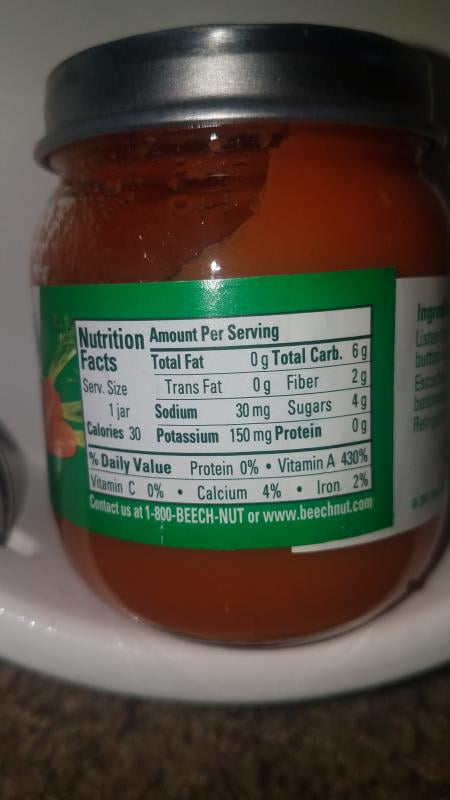 Nutrition Facts
Serv. Size
1 jar
Calories 30
Amount Per Serving
Total Fat 0 g Total Carb. 6 g
Trans Fat 0 g Fiber 2 g
Sodium 30 mg Sugars 4 g
Potassium 150 mg Protein 0 g
% Daily Value Protein 0% • Vitamin A 430%
Vitamin C 0% • Calcium 4% • Iron 2%
Contact us at 1-800-BEECH-NUT or www.beechnut.com